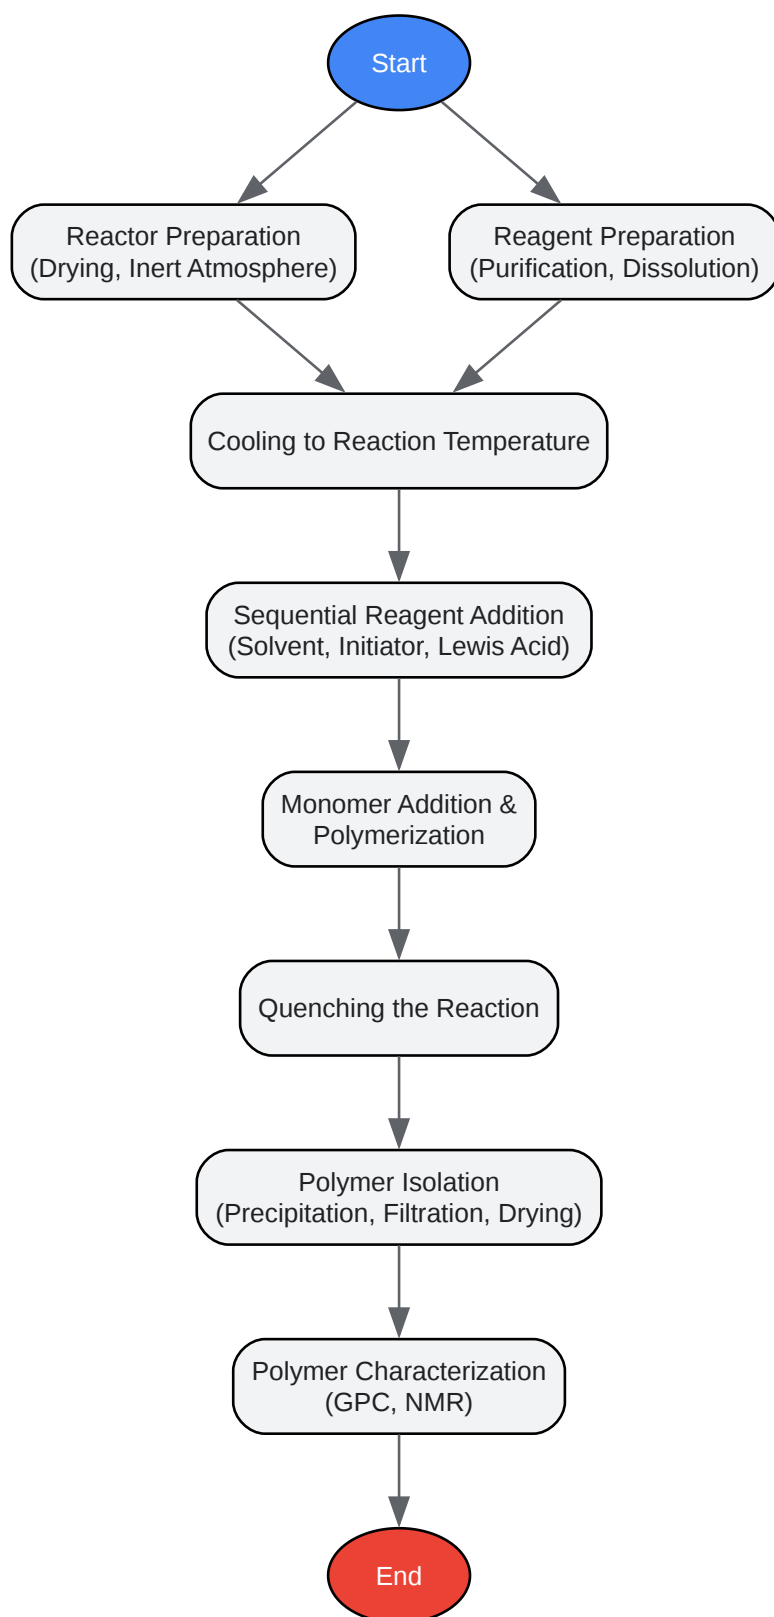 Start
Reactor Preparation
(Drying, Inert Atmosphere)
Reagent Preparation
(Purification, Dissolution)
Cooling to Reaction Temperature
Sequential Reagent Addition
(Solvent, Initiator, Lewis Acid)
Monomer Addition &
Polymerization
Quenching the Reaction
Polymer Isolation
(Precipitation, Filtration, Drying)
Polymer Characterization
(GPC, NMR)
End